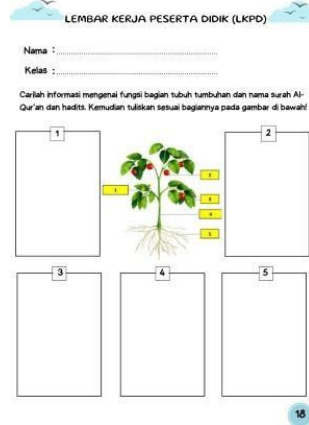 LEMBAR KERJA PESERTA DIDIK (LKPD)
Nama :
Kelas :
Carilah informasi mengenai fungsi bagian tubuh tumbuhan dan nama surah Al-
Qur'an dan hadits. Kemudian tuliskan sesuai bagiannya pada gambar di bawah!
1
2
3
4
5
18